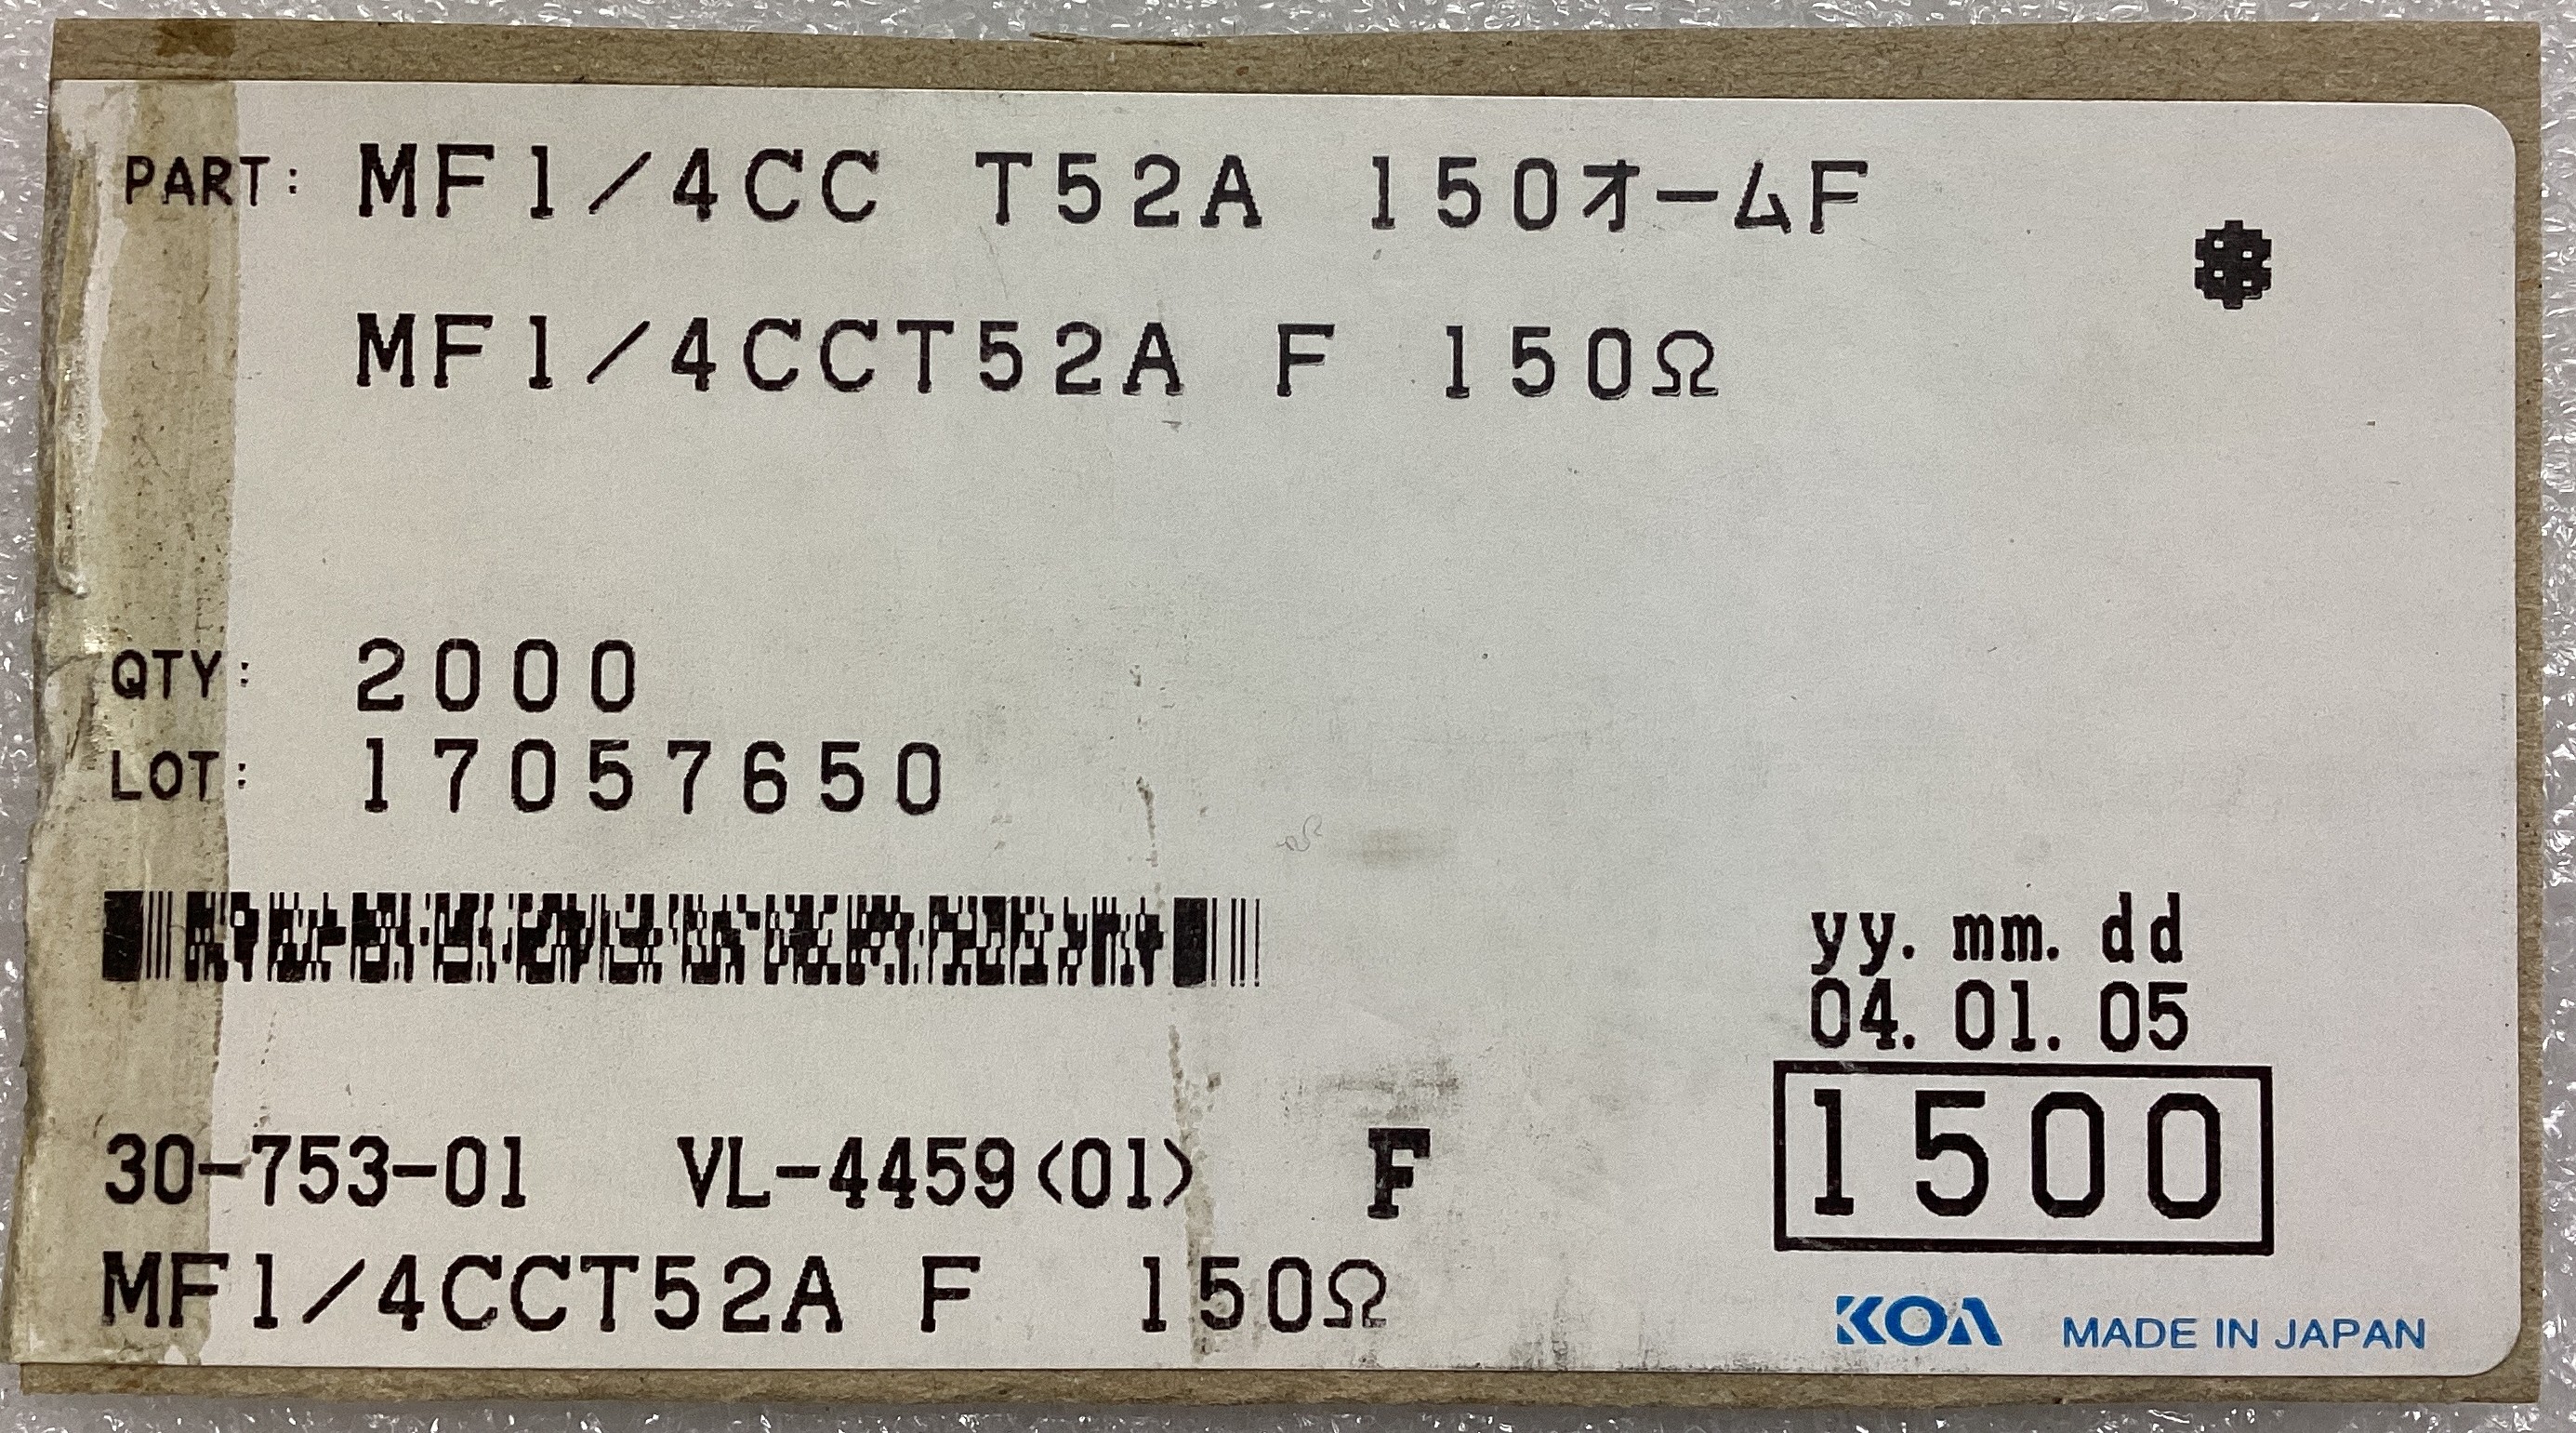 PART: MF1/4CC T52A 150オームF
*
MF1/4CCT52A F 150Ω
QTY: 2000
LOT: 17057650
yy. mm. dd
04. 01. 05
1500
30-753-01 VL-4459<01> F
MF1/4CCT52A F 150Ω
KOA MADE IN JAPAN